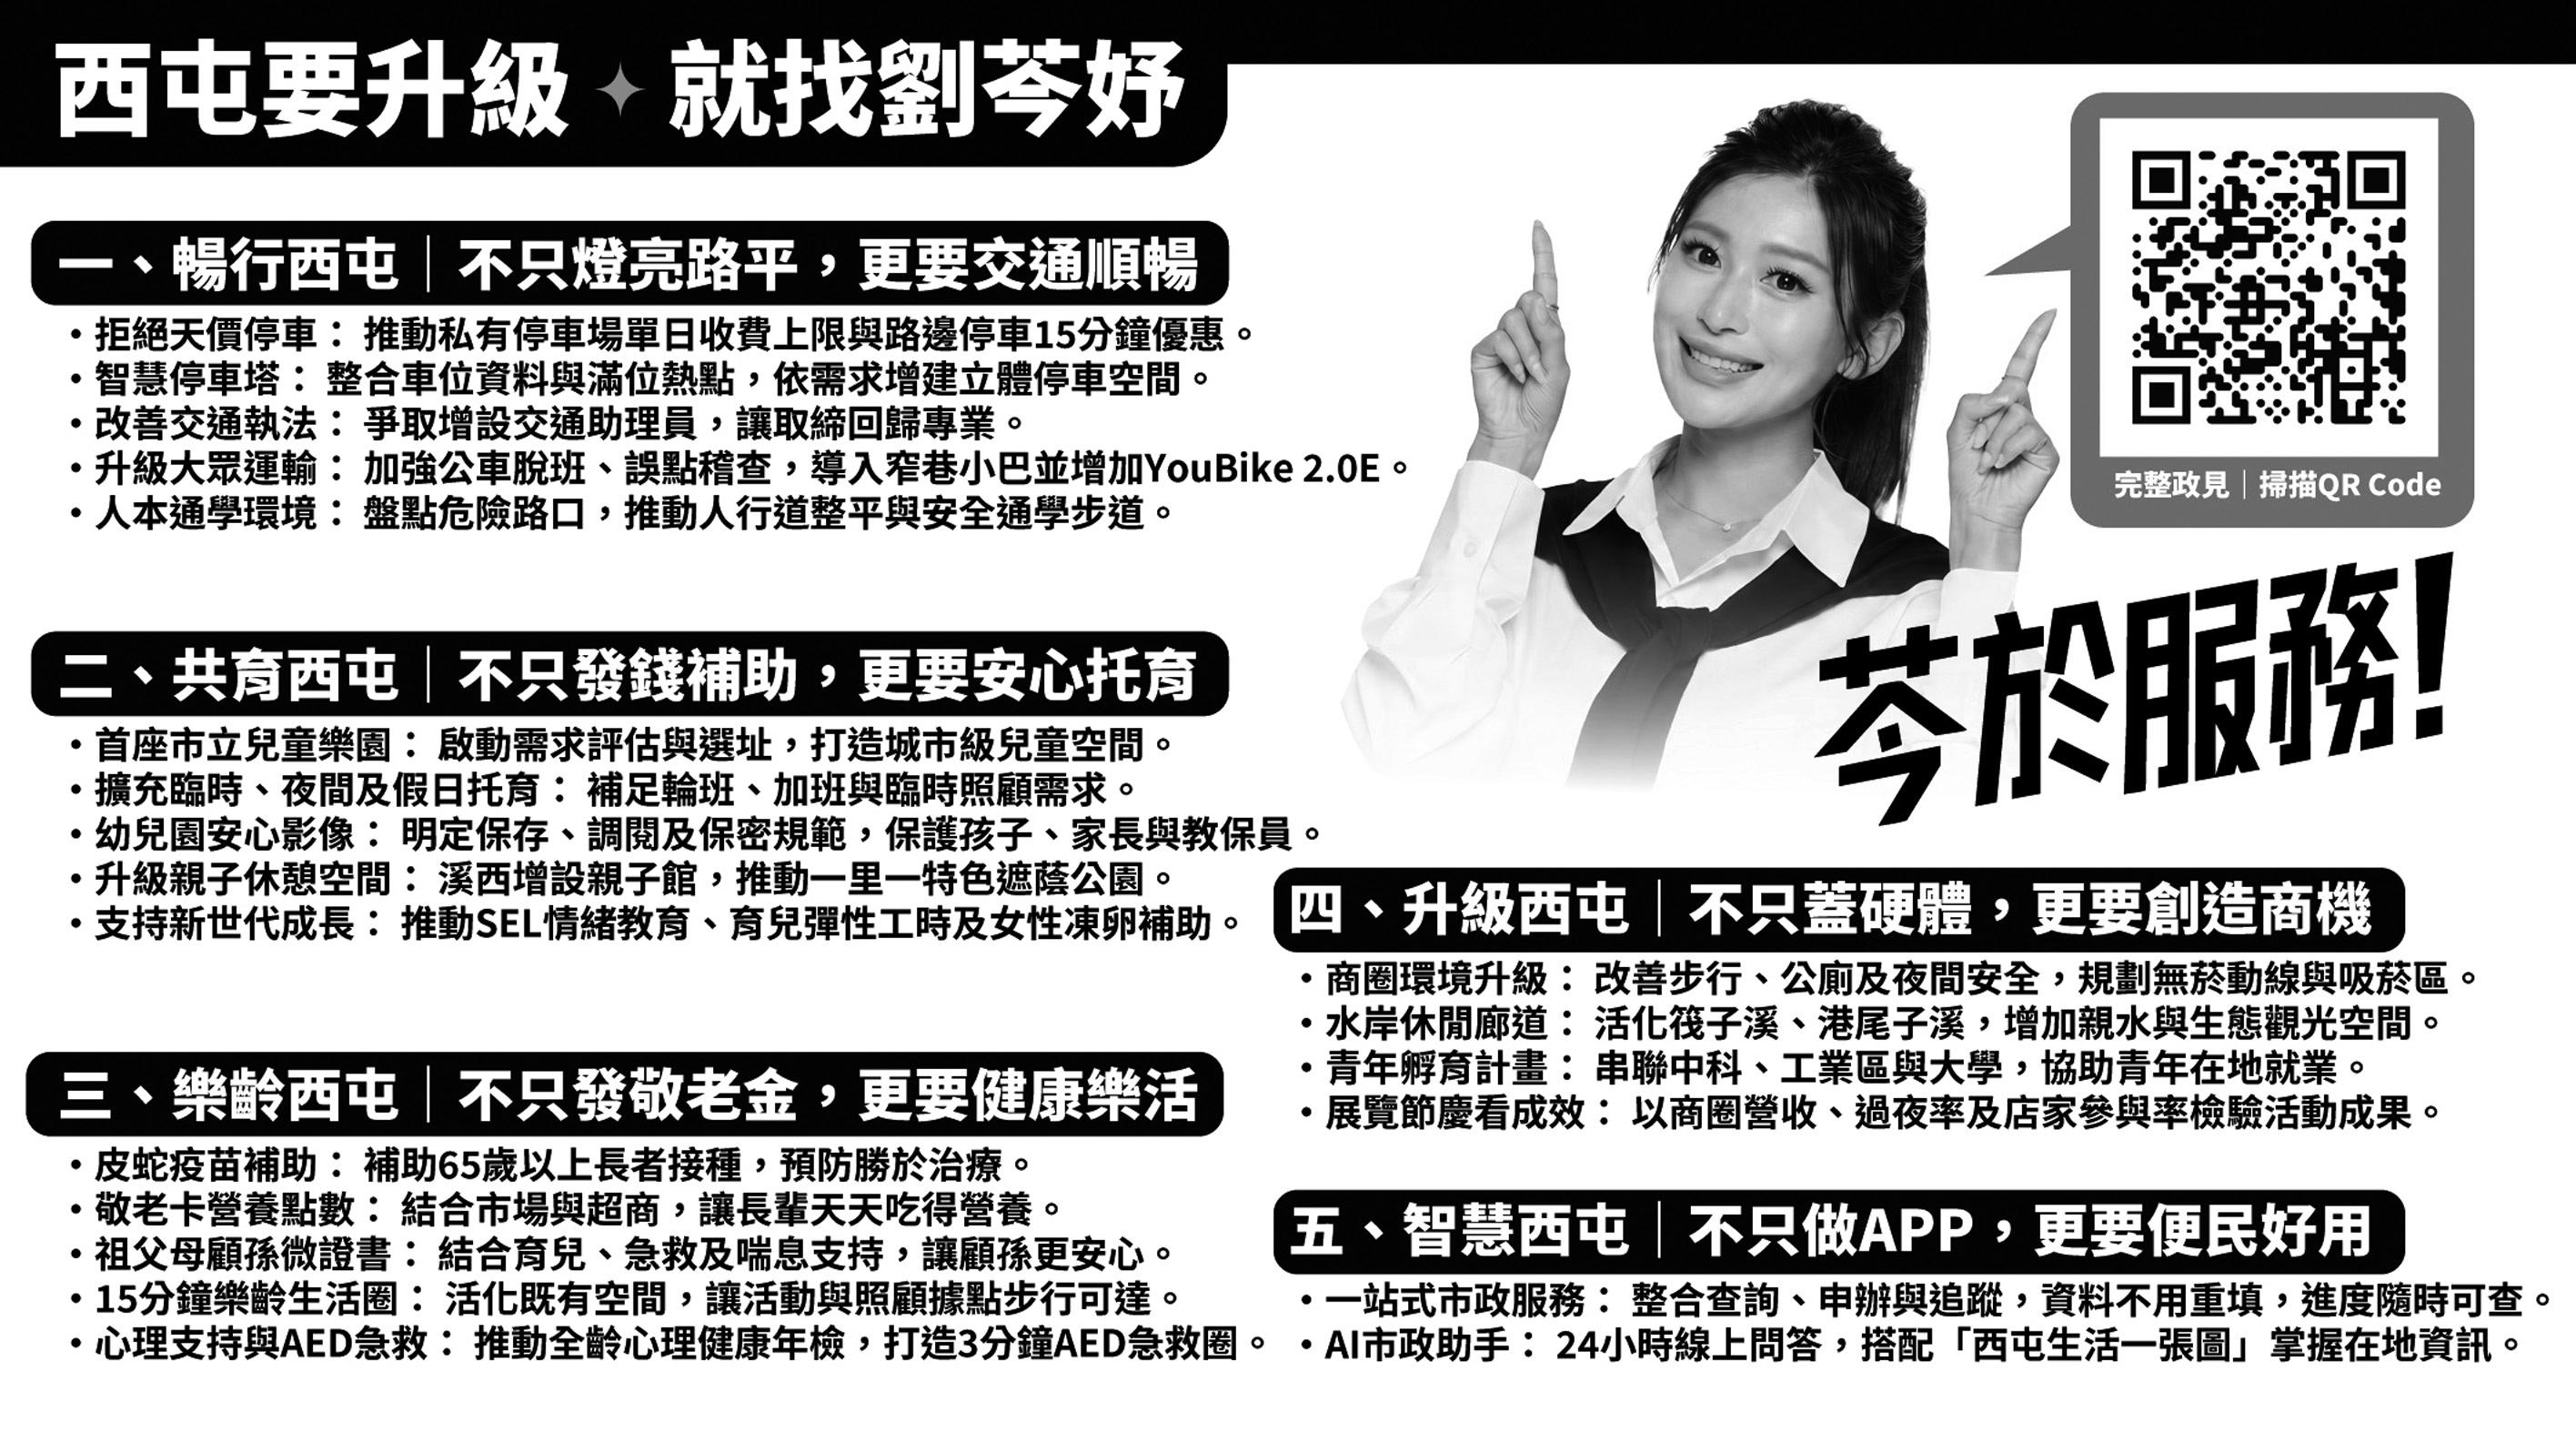 西屯要升級✦就找劉芩妤
一、暢行西屯｜不只燈亮路平，更要交通順暢
・拒絕天價停車： 推動私有停車場單日收費上限與路邊停車15分鐘優惠。
・智慧停車塔： 整合車位資料與滿位熱點，依需求增建立體停車空間。
・改善交通執法： 爭取增設交通助理員，讓取締回歸專業。
・升級大眾運輸： 加強公車脫班、誤點稽查，導入窄巷小巴並增加YouBike 2.0E。
・人本通學環境： 盤點危險路口，推動人行道整平與安全通學步道。
二、共育西屯｜不只發錢補助，更要安心托育
・首座市立兒童樂園： 啟動需求評估與選址，打造城市級兒童空間。
・擴充臨時、夜間及假日托育： 補足輪班、加班與臨時照顧需求。
・幼兒園安心影像： 明定保存、調閱及保密規範，保護孩子、家長與教保員。
・升級親子休憩空間： 溪西增設親子館，推動一里一特色遮蔭公園。
・支持新世代成長： 推動SEL情緒教育、育兒彈性工時及女性凍卵補助。
三、樂齡西屯｜不只發敬老金，更要健康樂活
・皮蛇疫苗補助： 補助65歲以上長者接種，預防勝於治療。
・敬老卡營養點數： 結合市場與超商，讓長輩天天吃得營養。
・祖父母顧孫微證書： 結合育兒、急救及喘息支持，讓顧孫更安心。
・15分鐘樂齡生活圈： 活化既有空間，讓活動與照顧據點步行可達。
・心理支持與AED急救： 推動全齡心理健康年檢，打造3分鐘AED急救圈。
完整政見｜掃描QR Code
芩於服務！
四、升級西屯｜不只蓋硬體，更要創造商機
・商圈環境升級： 改善步行、公廁及夜間安全，規劃無菸動線與吸菸區。
・水岸休閒廊道： 活化筏子溪、港尾子溪，增加親水與生態觀光空間。
・青年孵育計畫： 串聯中科、工業區與大學，協助青年在地就業。
・展覽節慶看成效： 以商圈營收、過夜率及店家參與率檢驗活動成果。
五、智慧西屯｜不只做APP，更要便民好用
・一站式市政服務： 整合查詢、申辦與追蹤，資料不用重填，進度隨時可查。
・AI市政助手： 24小時線上問答，搭配「西屯生活一張圖」掌握在地資訊。